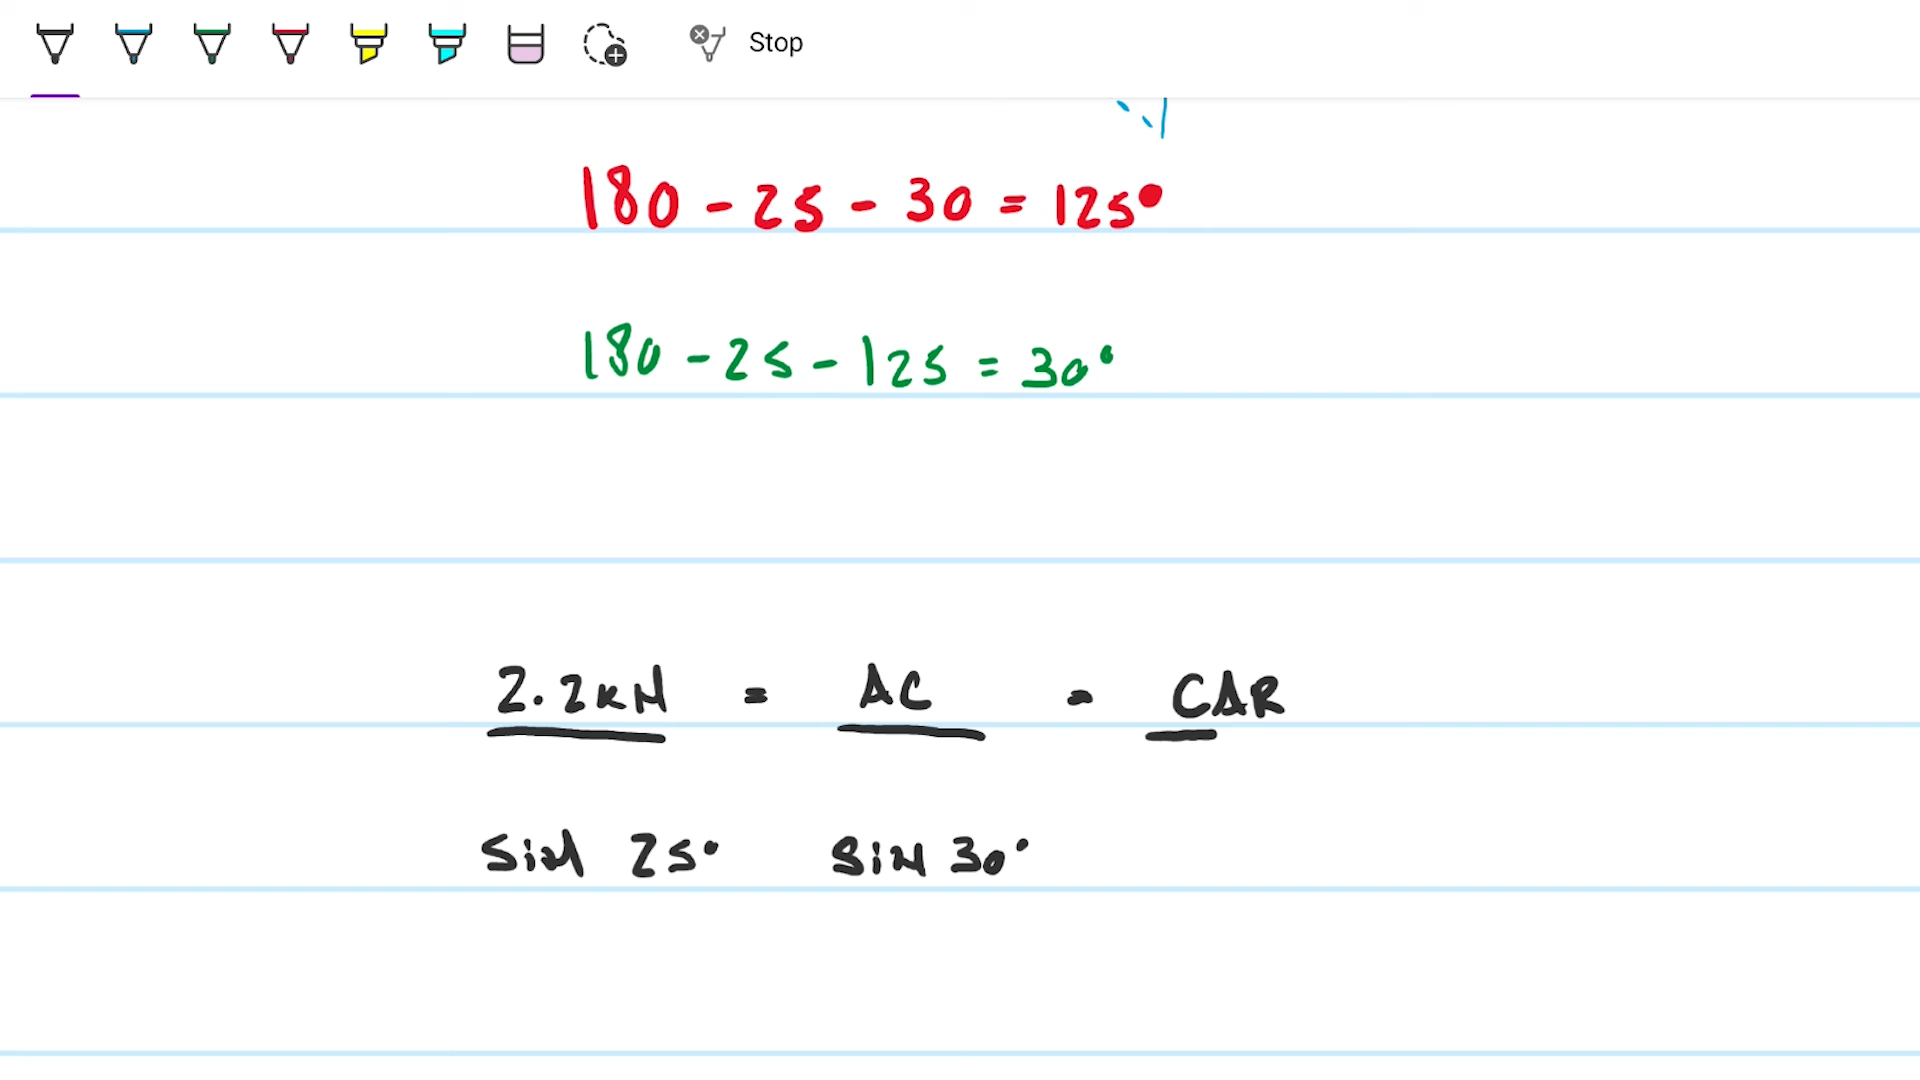 Stop
180 - 25 - 30 = 125°
180 - 25 - 125 = 30°
2.2kN = AC = CAR
Sin 25° Sin 30°